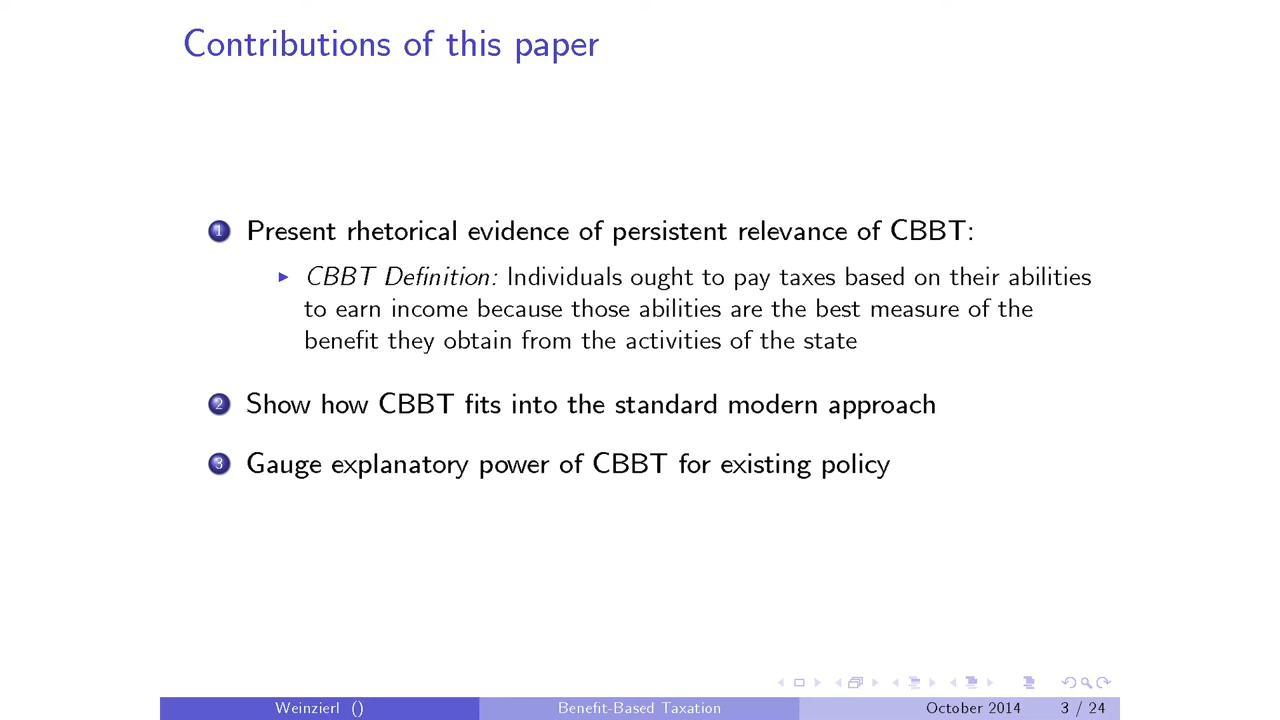 Contributions of this paper
1 Present rhetorical evidence of persistent relevance of CBBT:
CBBT Definition: Individuals ought to pay taxes based on their abilities
to earn income because those abilities are the best measure of the
benefit they obtain from the activities of the state
2 Show how CBBT fits into the standard modern approach
3 Gauge explanatory power of CBBT for existing policy
Weinzierl () Benefit-Based Taxation October 2014 3 / 24